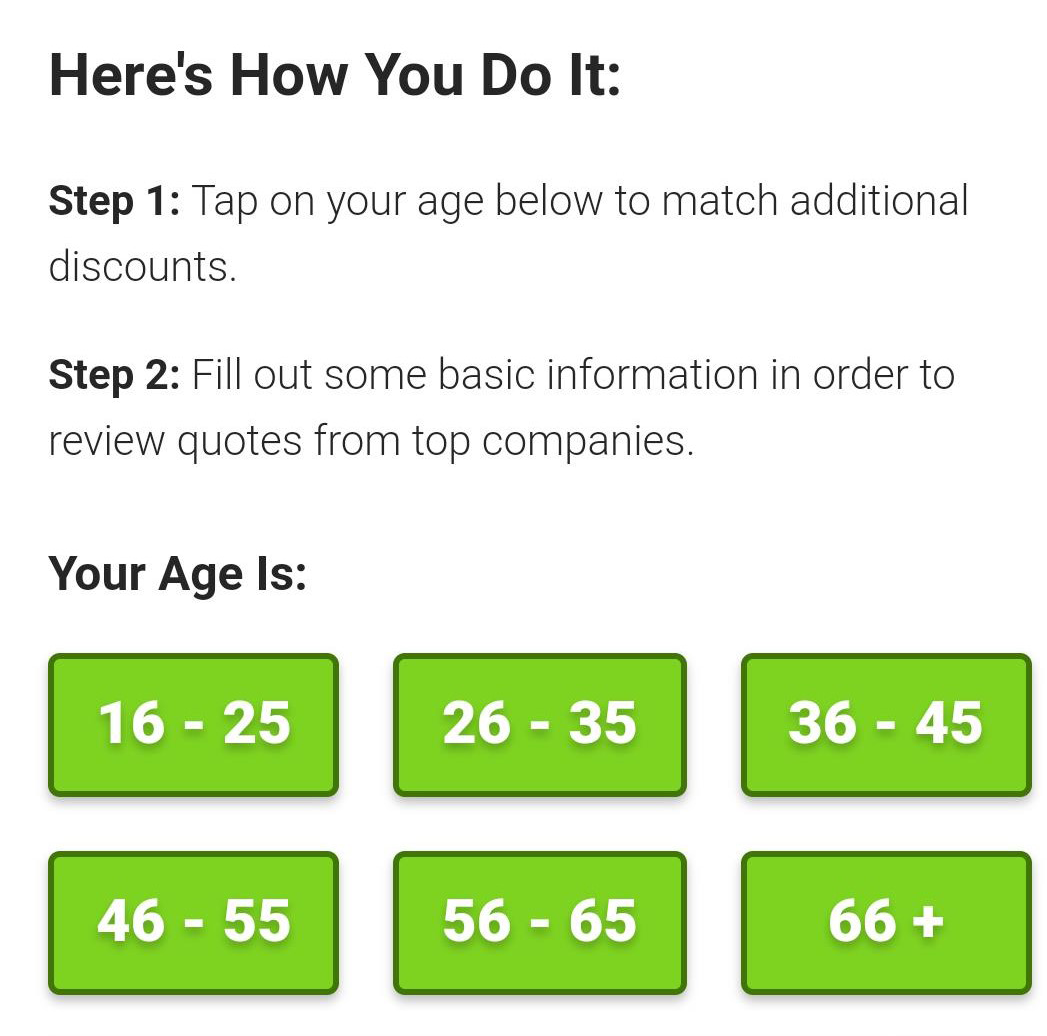 Here's How You Do It:
Step 1: Tap on your age below to match additional
discounts.
Step 2: Fill out some basic information in order to
review quotes from top companies.
Your Age Is:
16 - 25
26 - 35
36 - 45
46 - 55
56 - 65
66 +